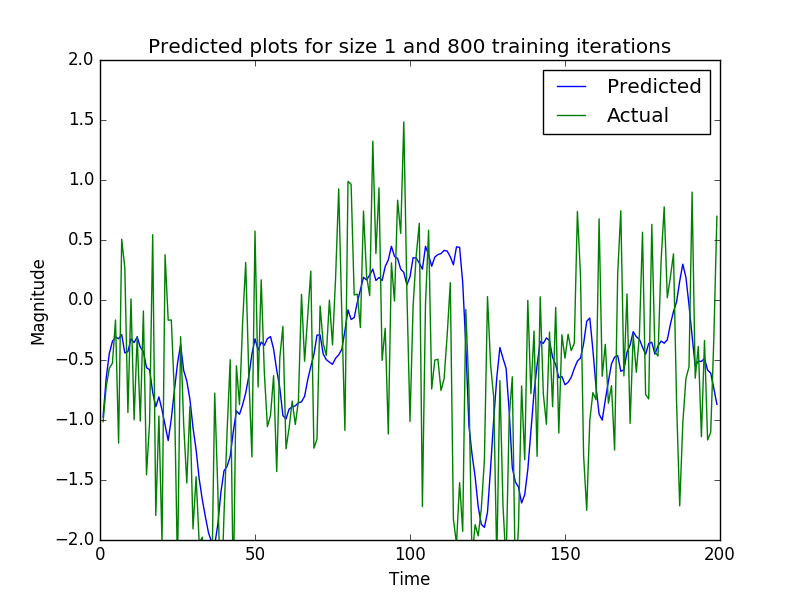 Predicted plots for size 1 and 800 training iterations
2.0
Predicted
Actual
1.5
1.0
0.5
0.0
Magnitude
−0.5
−1.0
−1.5
−2.0
0
50
100
150
200
Time